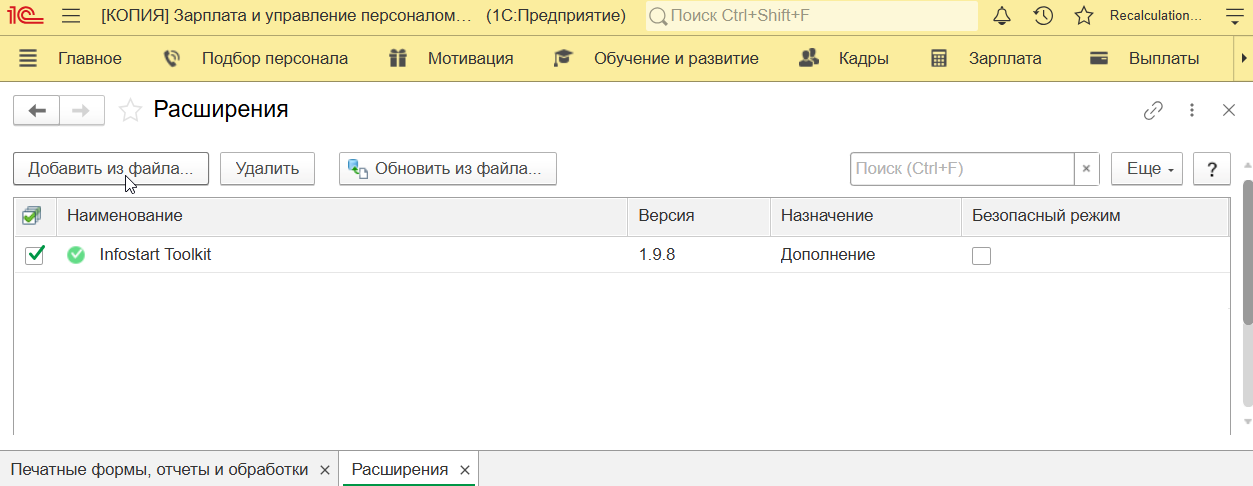 1С [КОПИЯ] Зарплата и управление персоналом... (1С:Предприятие) Поиск Ctrl+Shift+F Recalculation...
Главное Подбор персонала Мотивация Обучение и развитие Кадры Зарплата Выплаты
Расширения
Добавить из файла... Удалить Обновить из файла... Поиск (Ctrl+F) × Еще ?
Наименование Версия Назначение Безопасный режим
Infostart Toolkit 1.9.8 Дополнение
Печатные формы, отчеты и обработки × Расширения ×